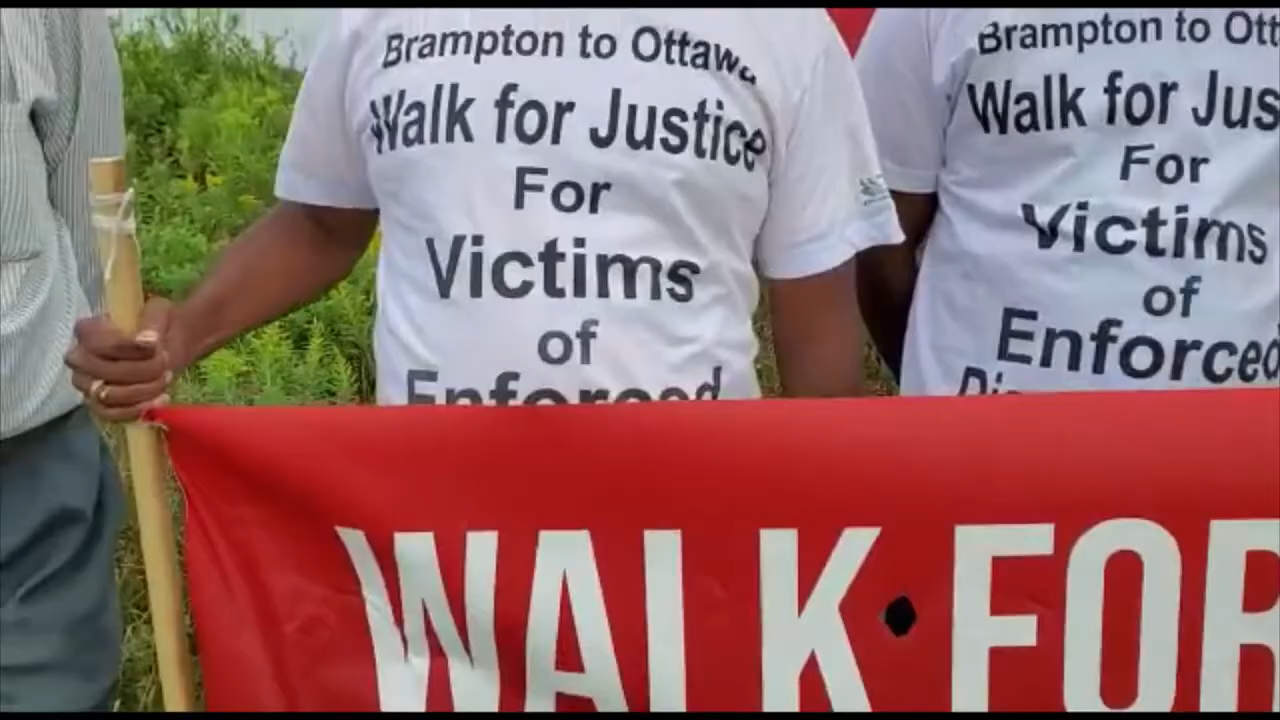 Brampton to Ottawa
Walk for Justice
For
Victims
of
Enforced
Brampton to Ott
Walk for Jus
For
Victims
of
Enforced
WALK FOR